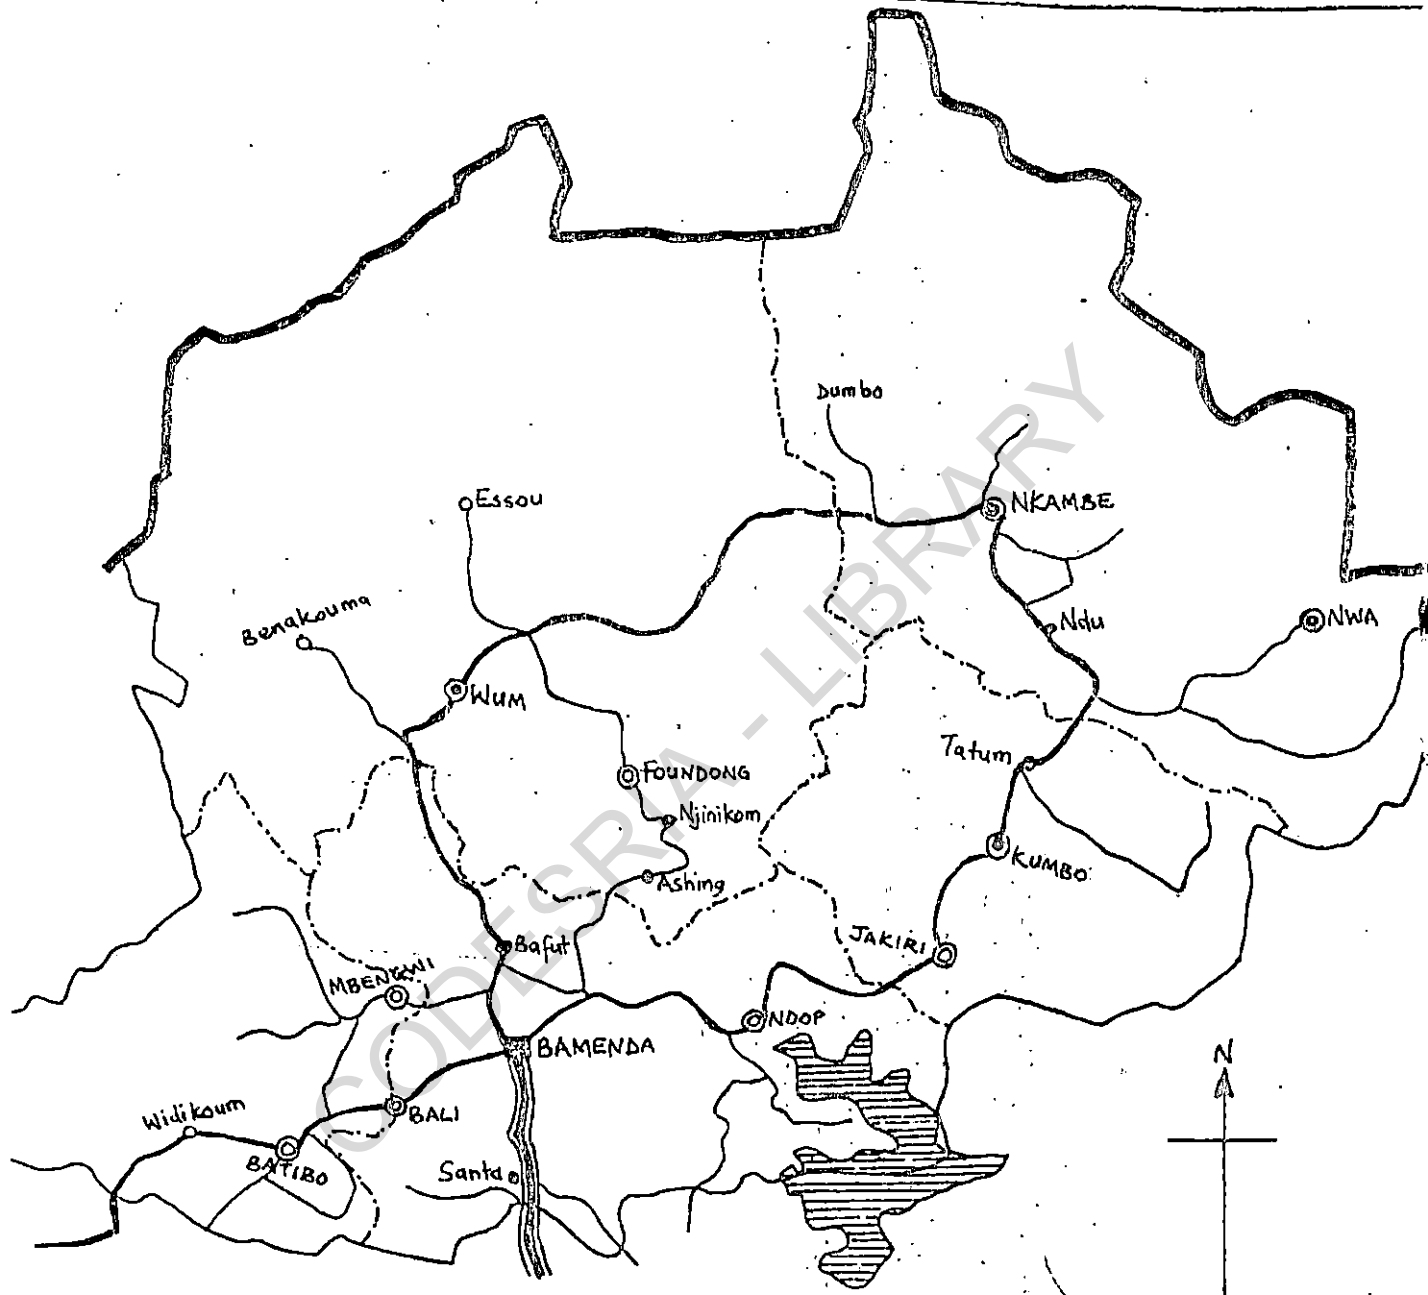 Dumbo
Essou
NKAMBE
Benakouma
Ndu
NWA
WUM
Tatum
FOUNDONG
Njinikom
KUMBO
Ashing
Bafut
JAKIRI
MBENGWI
NDOP
BAMENDA
N
Widikoum
BALI
BATIBO
Santa
CODESRIA - LIBRARY